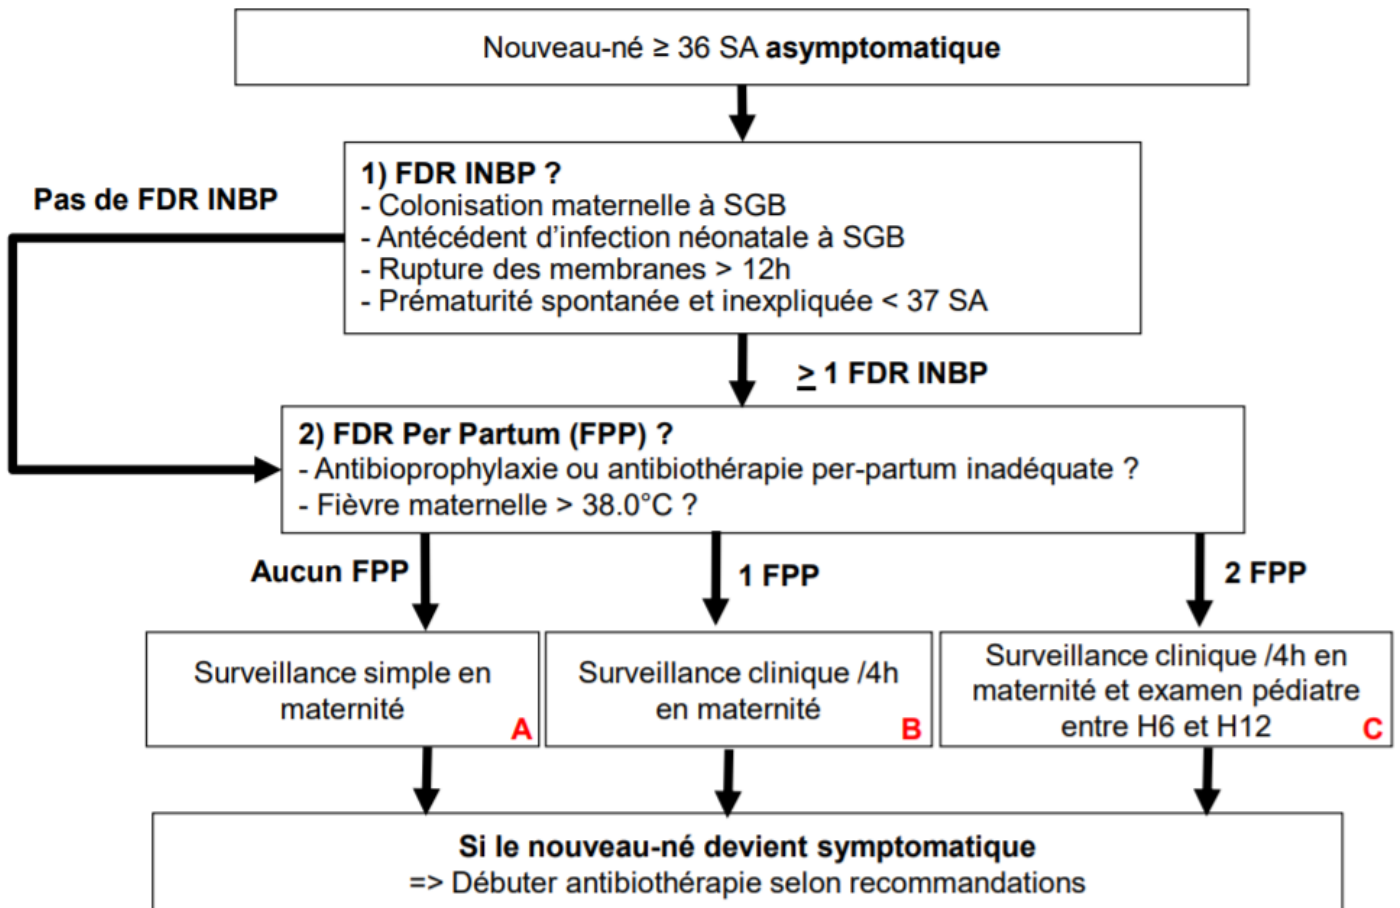 Nouveau-né ≥ 36 SA asymptomatique
Pas de FDR INBP
1) FDR INBP ?
- Colonisation maternelle à SGB
- Antécédent d'infection néonatale à SGB
- Rupture des membranes > 12h
- Prématurité spontanée et inexpliquée < 37 SA
≥ 1 FDR INBP
2) FDR Per Partum (FPP) ?
- Antibioprophylaxie ou antibiothérapie per-partum inadéquate ?
- Fièvre maternelle > 38.0°C ?
Aucun FPP
1 FPP
2 FPP
Surveillance simple en
maternité
A
Surveillance clinique /4h
en maternité
B
Surveillance clinique /4h en
maternité et examen pédiatre
entre H6 et H12
C
Si le nouveau-né devient symptomatique
=> Débuter antibiothérapie selon recommandations